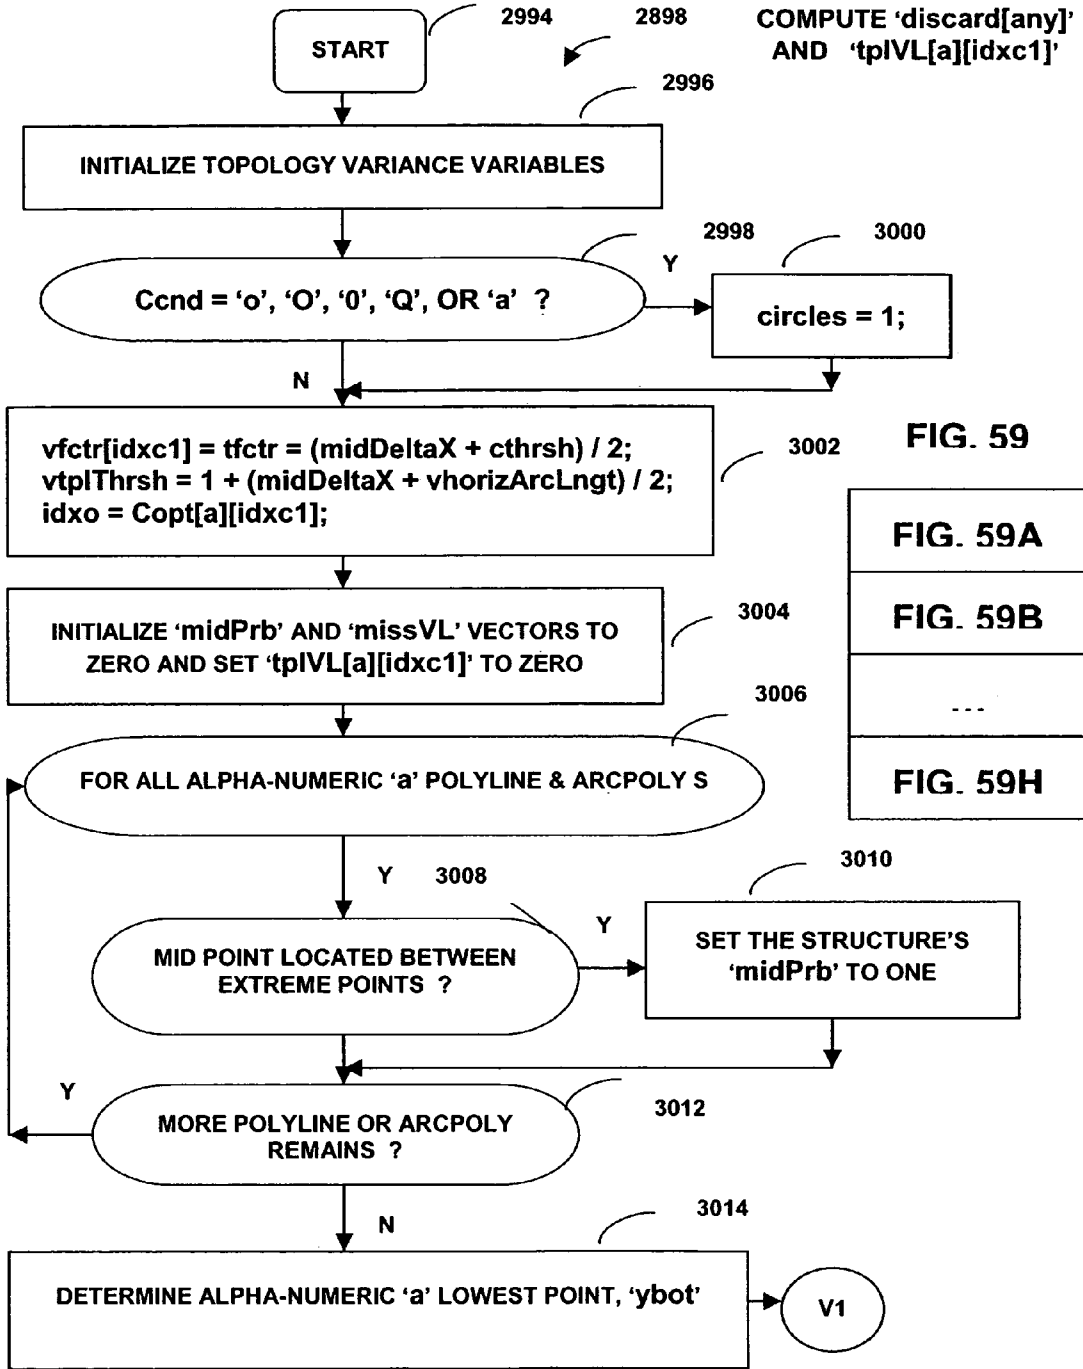 2994
2898
COMPUTE ‘discard[any]’
AND ‘tplVL[a][idxc1]’
START
2996
INITIALIZE TOPOLOGY VARIANCE VARIABLES
2998
Y
3000
Ccnd = ‘o’, ‘O’, ‘0’, ‘Q’, OR ‘a’ ?
circles = 1;
N
vfctr[idxc1] = tfctr = (midDeltaX + cthrsh) / 2;
vtplThrsh = 1 + (midDeltaX + vhorizArcLngt) / 2;
idxo = Copt[a][idxc1];
3002
FIG. 59
FIG. 59A
FIG. 59B
---
FIG. 59H
3004
INITIALIZE ‘midPrb’ AND ‘missVL’ VECTORS TO
ZERO AND SET ‘tplVL[a][idxc1]’ TO ZERO
3006
FOR ALL ALPHA-NUMERIC ‘a’ POLYLINE & ARCPOLY S
Y
3008
3010
MID POINT LOCATED BETWEEN
EXTREME POINTS ?
Y
SET THE STRUCTURE'S
‘midPrb’ TO ONE
Y
3012
MORE POLYLINE OR ARCPOLY
REMAINS ?
N
3014
DETERMINE ALPHA-NUMERIC ‘a’ LOWEST POINT, ‘ybot’
V1